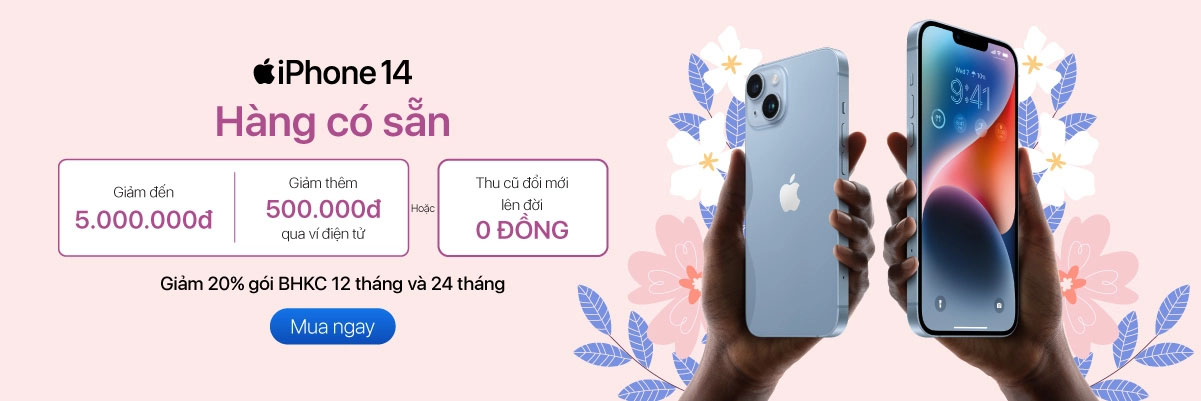 iPhone 14
Hàng có sẵn
Giảm đến
5.000.000đ
Giảm thêm
500.000đ
qua ví điện tử
Hoặc
Thu cũ đổi mới
lên đời
0 ĐỒNG
Giảm 20% gói BHKC 12 tháng và 24 tháng
Mua ngay
9:41